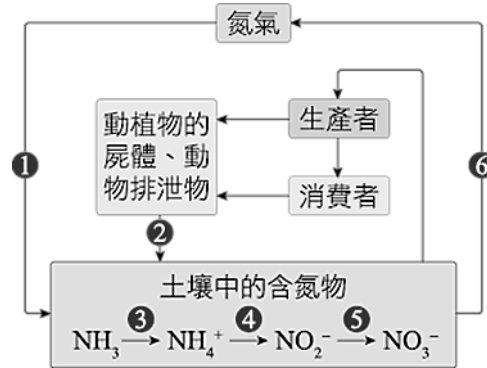 氮氣
生產者
動植物的
屍體、動
物排泄物
消費者
❶
❻
❷
土壤中的含氮物
❸ ❹ ❺
NH₃ → NH₄⁺ → NO₂⁻ → NO₃⁻